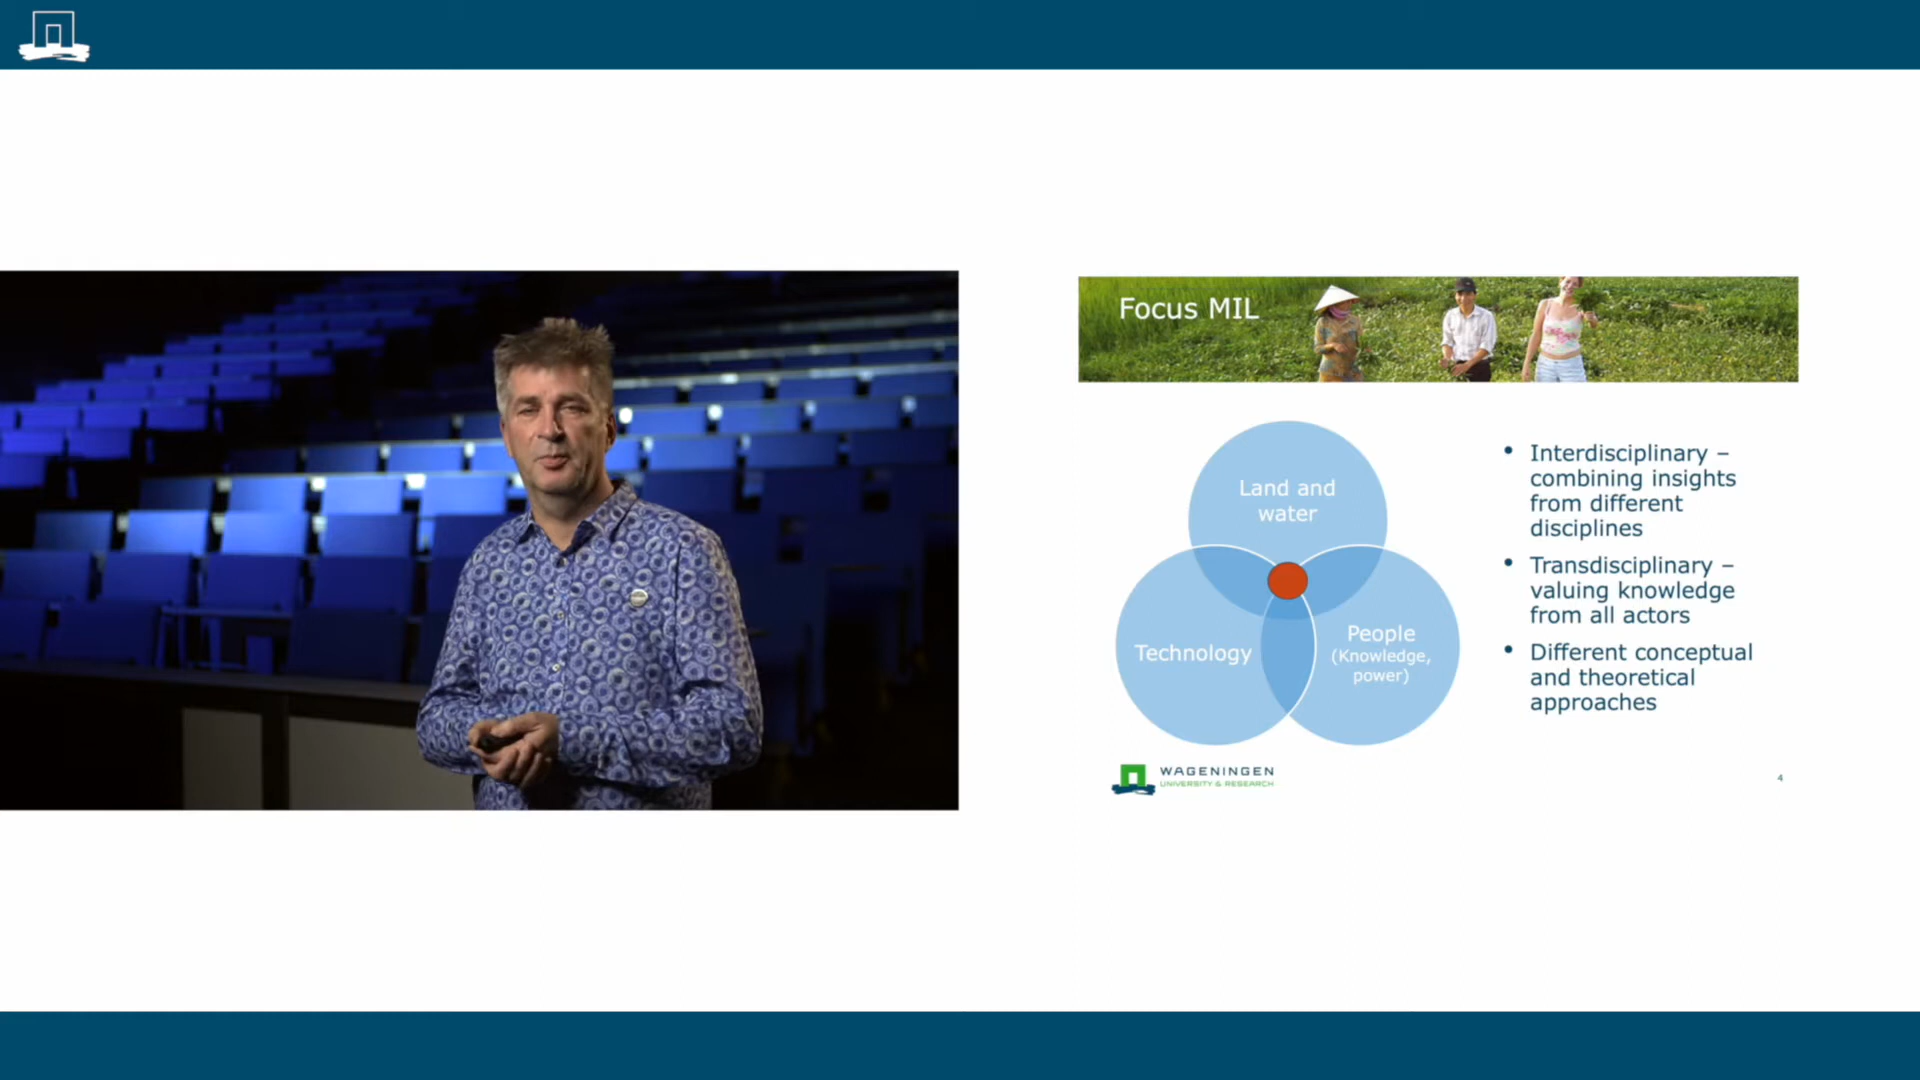 Focus MIL
Land and
water
Technology
People
(Knowledge,
power)
• Interdisciplinary –
combining insights
from different
disciplines
• Transdisciplinary –
valuing knowledge
from all actors
• Different conceptual
and theoretical
approaches
WAGENINGEN
UNIVERSITY & RESEARCH
4